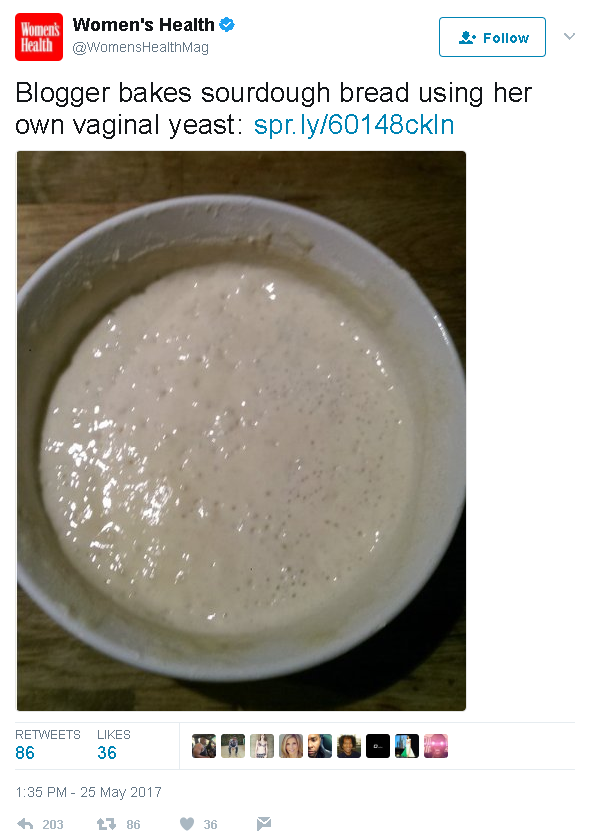 Women's Health
Women's Health
@WomensHealthMag
Follow
Blogger bakes sourdough bread using her
own vaginal yeast: spr.ly/60148ckln
RETWEETS LIKES
86 36
1:35 PM - 25 May 2017
203 86 36